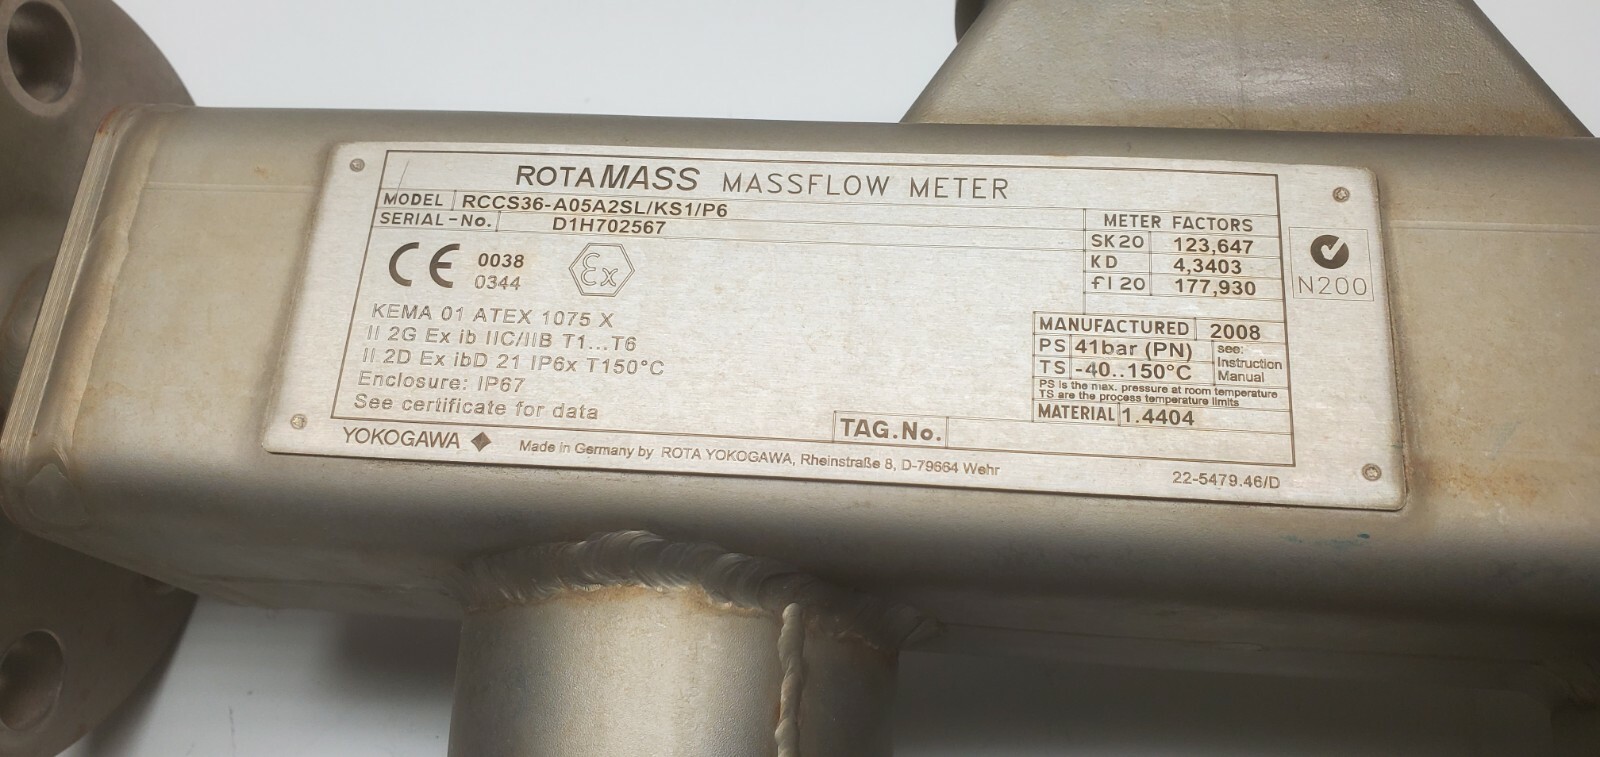 ROTAMASS MASSFLOW METER
MODEL RCCS36-A05A2SL/KS1/P6
SERIAL-No. D1H702567
CE 0038
0344
Ex
KEMA 01 ATEX 1075 X
II 2G Ex ib IIC/IIB T1...T6
II 2D Ex ibD 21 IP6x T150°C
Enclosure: IP67
See certificate for data
METER FACTORS
SK20 123,647
KD 4,3403
fl20 177,930
N200
MANUFACTURED 2008
PS 41bar (PN)
TS -40..150°C
see:
Instruction
Manual
PS is the max. pressure at room temperature
TS are the process temperature limits
MATERIAL 1.4404
TAG.No.
YOKOGAWA
Made in Germany by ROTA YOKOGAWA, Rheinstraße 8, D-79664 Wehr
22-5479.46/D